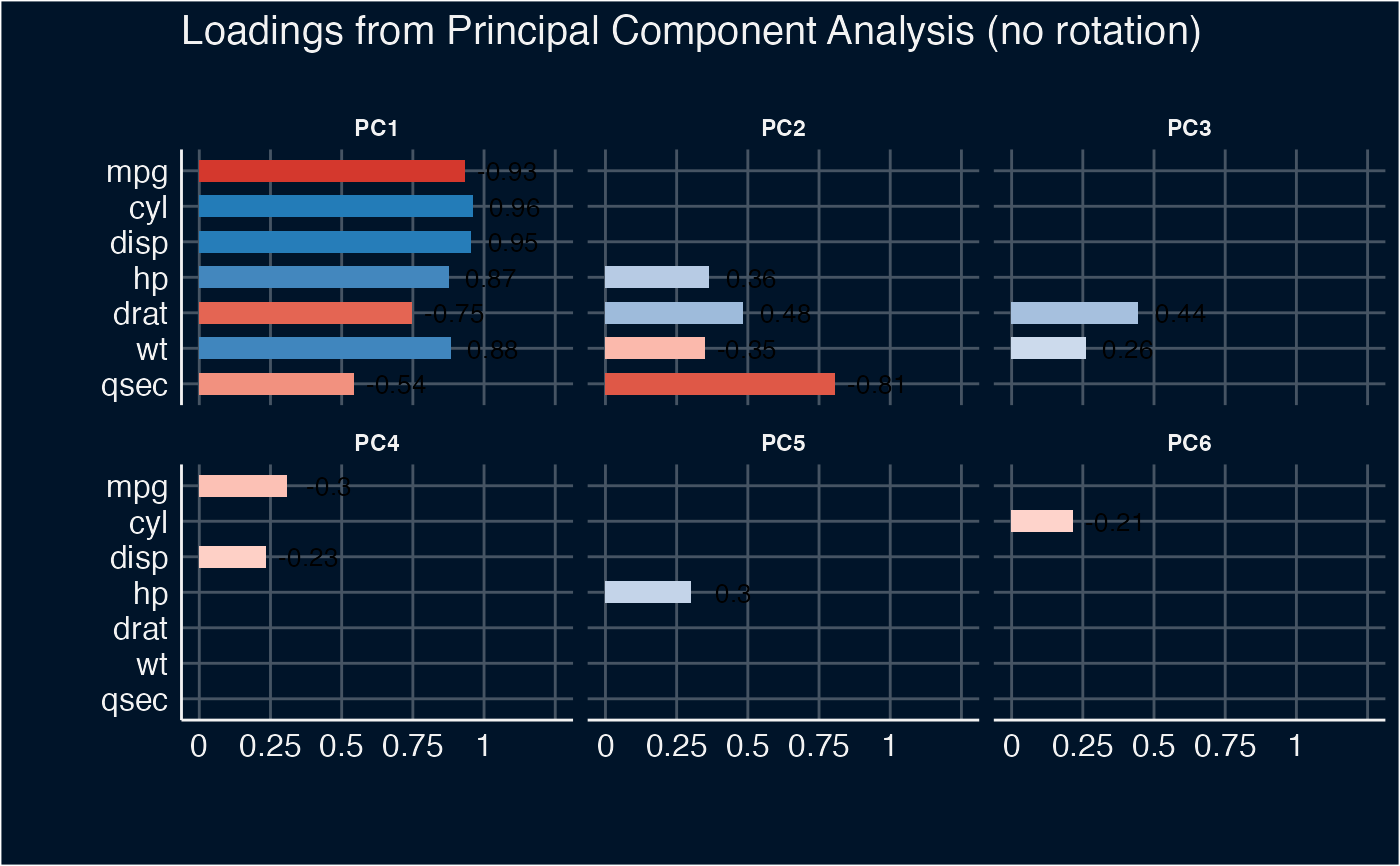 Loadings from Principal Component Analysis (no rotation)
PC1 PC2 PC3
mpg -0.93
cyl 0.96
disp 0.95
hp 0.87 0.36
drat -0.75 0.48 0.44
wt 0.88 -0.35 0.26
qsec -0.54 -0.81
PC4 PC5 PC6
mpg -0.3
cyl -0.21
disp -0.23
hp 0.3
drat
wt
qsec
0 0.25 0.5 0.75 1 0 0.25 0.5 0.75 1 0 0.25 0.5 0.75 1